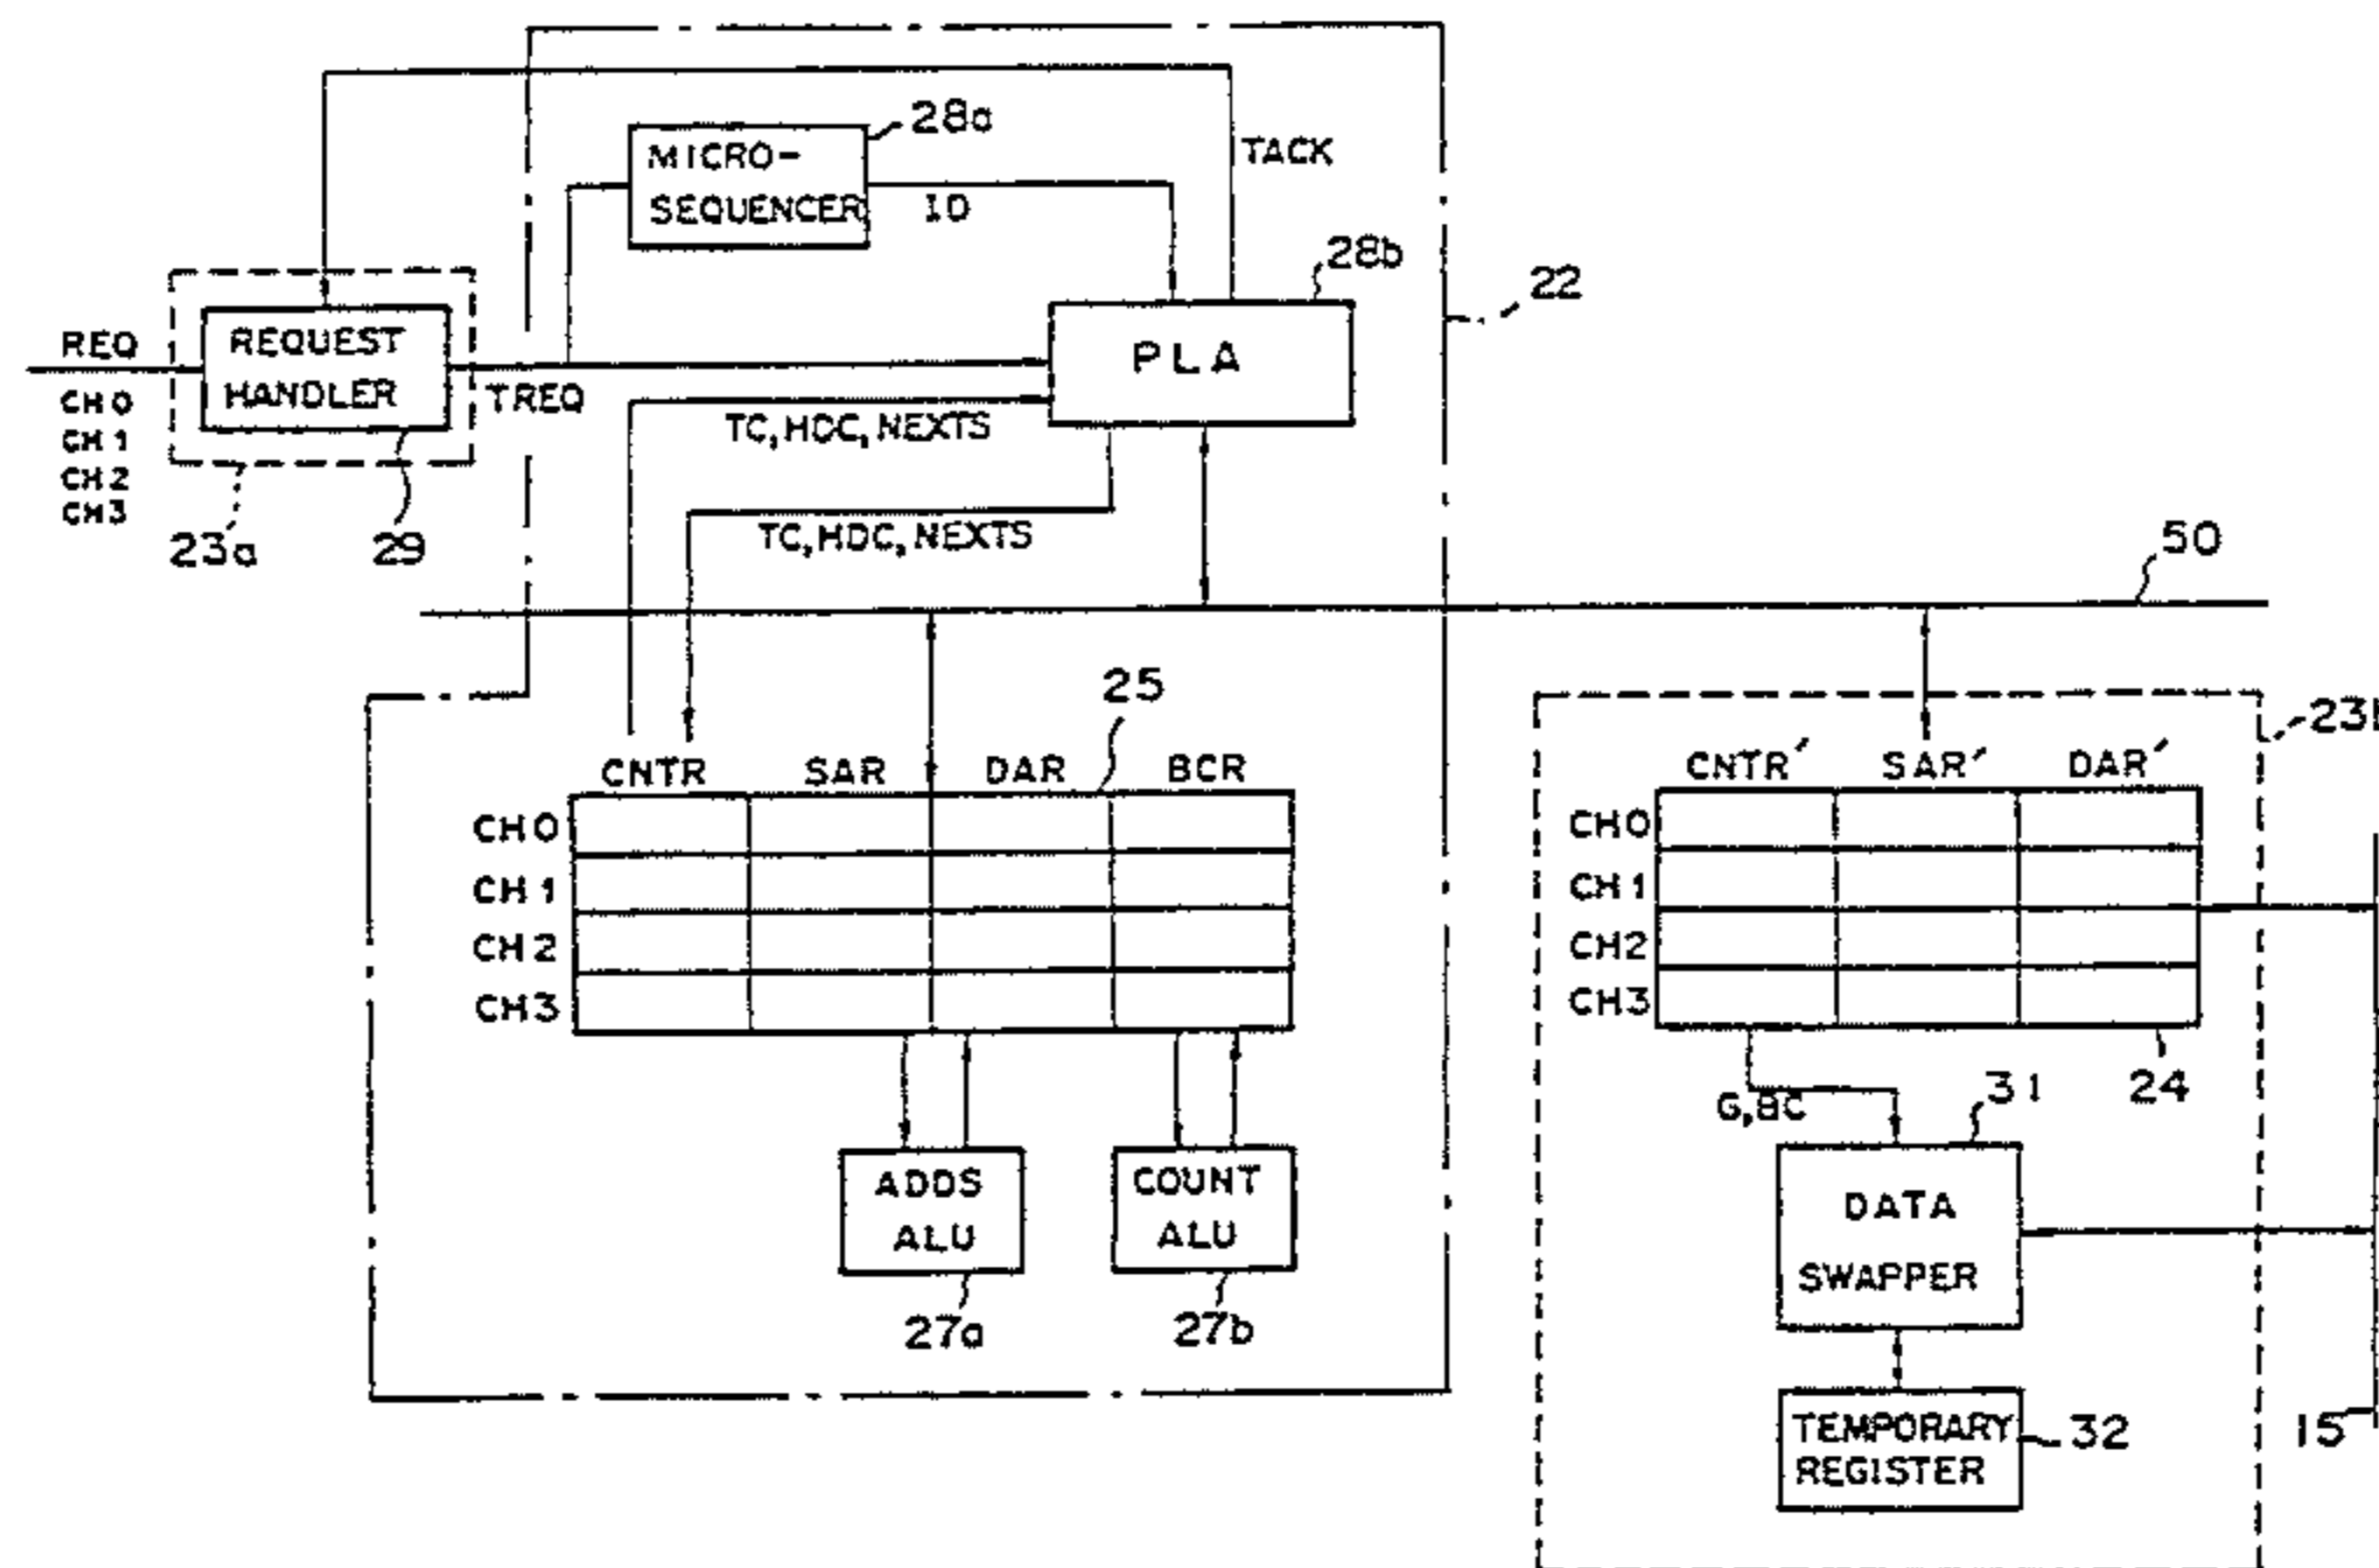 28a
MICRO-
SEQUENCER
ID
TACK
28b
22
REQ
CH0
CH1
CH2
CH3
REQUEST
HANDLER
TREQ
PLA
TC, HDC, NEXTS
TC, HDC, NEXTS
23a
29
50
25
CNTR
SAR
DAR
BCR
CH0
CH1
CH2
CH3
ADDS
ALU
COUNT
ALU
27a
27b
CNTR′
SAR′
DAR′
CH0
CH1
CH2
CH3
24
G, BC
31
DATA
SWAPPER
TEMPORARY
REGISTER
32
15